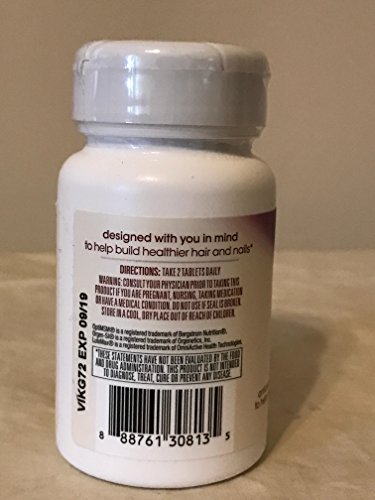 designed with you in mind
to help build healthier hair and nails*
DIRECTIONS: TAKE 2 TABLETS DAILY
WARNING: CONSULT YOUR PHYSICIAN PRIOR TO TAKING THIS
PRODUCT IF YOU ARE PREGNANT, NURSING, TAKING MEDICATION
OR HAVE A MEDICAL CONDITION. DO NOT USE IF SEAL IS BROKEN.
STORE IN A COOL, DRY PLACE OUT OF REACH OF CHILDREN.
OptiMSM® is a registered trademark of Bergstrom Nutrition®.
Orgen-Sil® is a registered trademark of Orgenetics, Inc.
LuteMax® is a registered trademark of OmniActive Health Technologies.
*THESE STATEMENTS HAVE NOT BEEN EVALUATED BY THE FOOD
AND DRUG ADMINISTRATION. THIS PRODUCT IS NOT INTENDED
TO DIAGNOSE, TREAT, CURE OR PREVENT ANY DISEASE
8 88761 30813 5
VIKG72 EXP 09/19